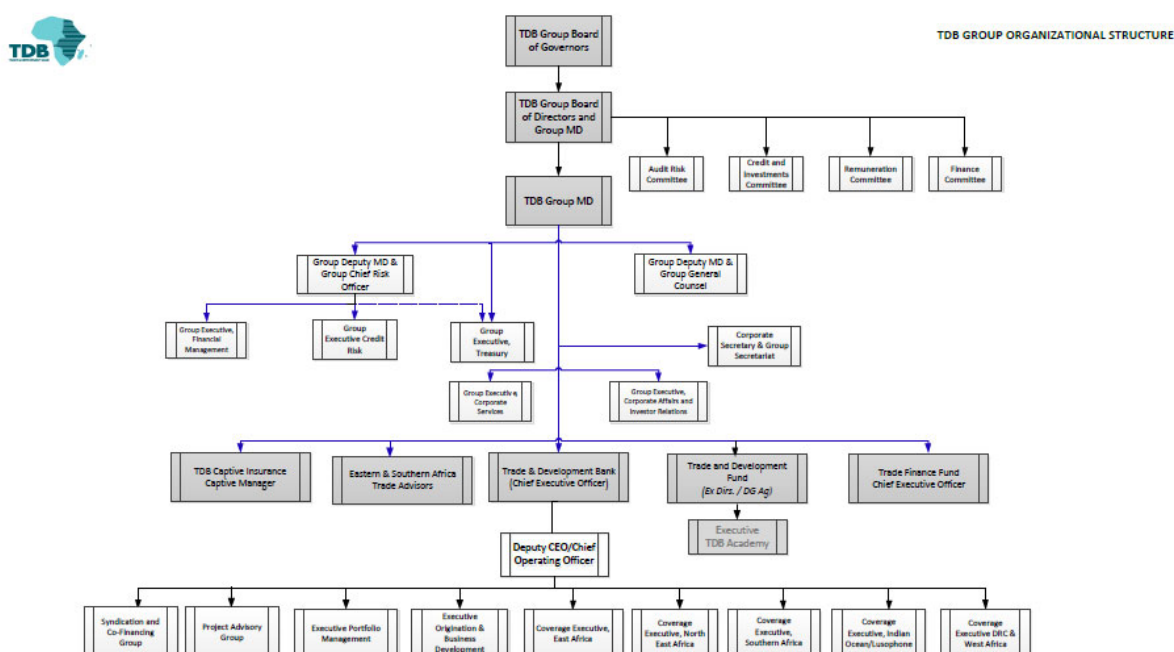 TDB
TDB GROUP ORGANIZATIONAL STRUCTURE
TDB Group Board
of Governors
TDB Group Board
of Directors and
Group MD
Audit Risk
Committee
Credit and
Investments
Committee
Remuneration
Committee
Finance
Committee
TDB Group MD
Group Deputy MD &
Group Chief Risk
Officer
Group Deputy MD &
Group General
Counsel
Group Executive,
Financial
Management
Group
Executive Credit
Risk
Group
Executive,
Treasury
Corporate
Secretary & Group
Secretariat
Group Executive,
Corporate
Services
Group Executive,
Corporate Affairs and
Investor Relations
TDB Captive Insurance
Captive Manager
Eastern & Southern Africa
Trade Advisors
Trade & Development Bank
(Chief Executive Officer)
Trade and Development
Fund
(Ex Dirs. / DG Ag)
Trade Finance Fund
Chief Executive Officer
Executive
TDB Academy
Deputy CEO/Chief
Operating Officer
Syndication and
Co-Financing
Group
Project Advisory
Group
Executive Portfolio
Management
Executive
Origination &
Business
Development
Coverage Executive,
East Africa
Coverage
Executive, North
East Africa
Coverage
Executive,
Southern Africa
Coverage
Executive, Indian
Ocean/Lusophone
Coverage
Executive DRC &
West Africa